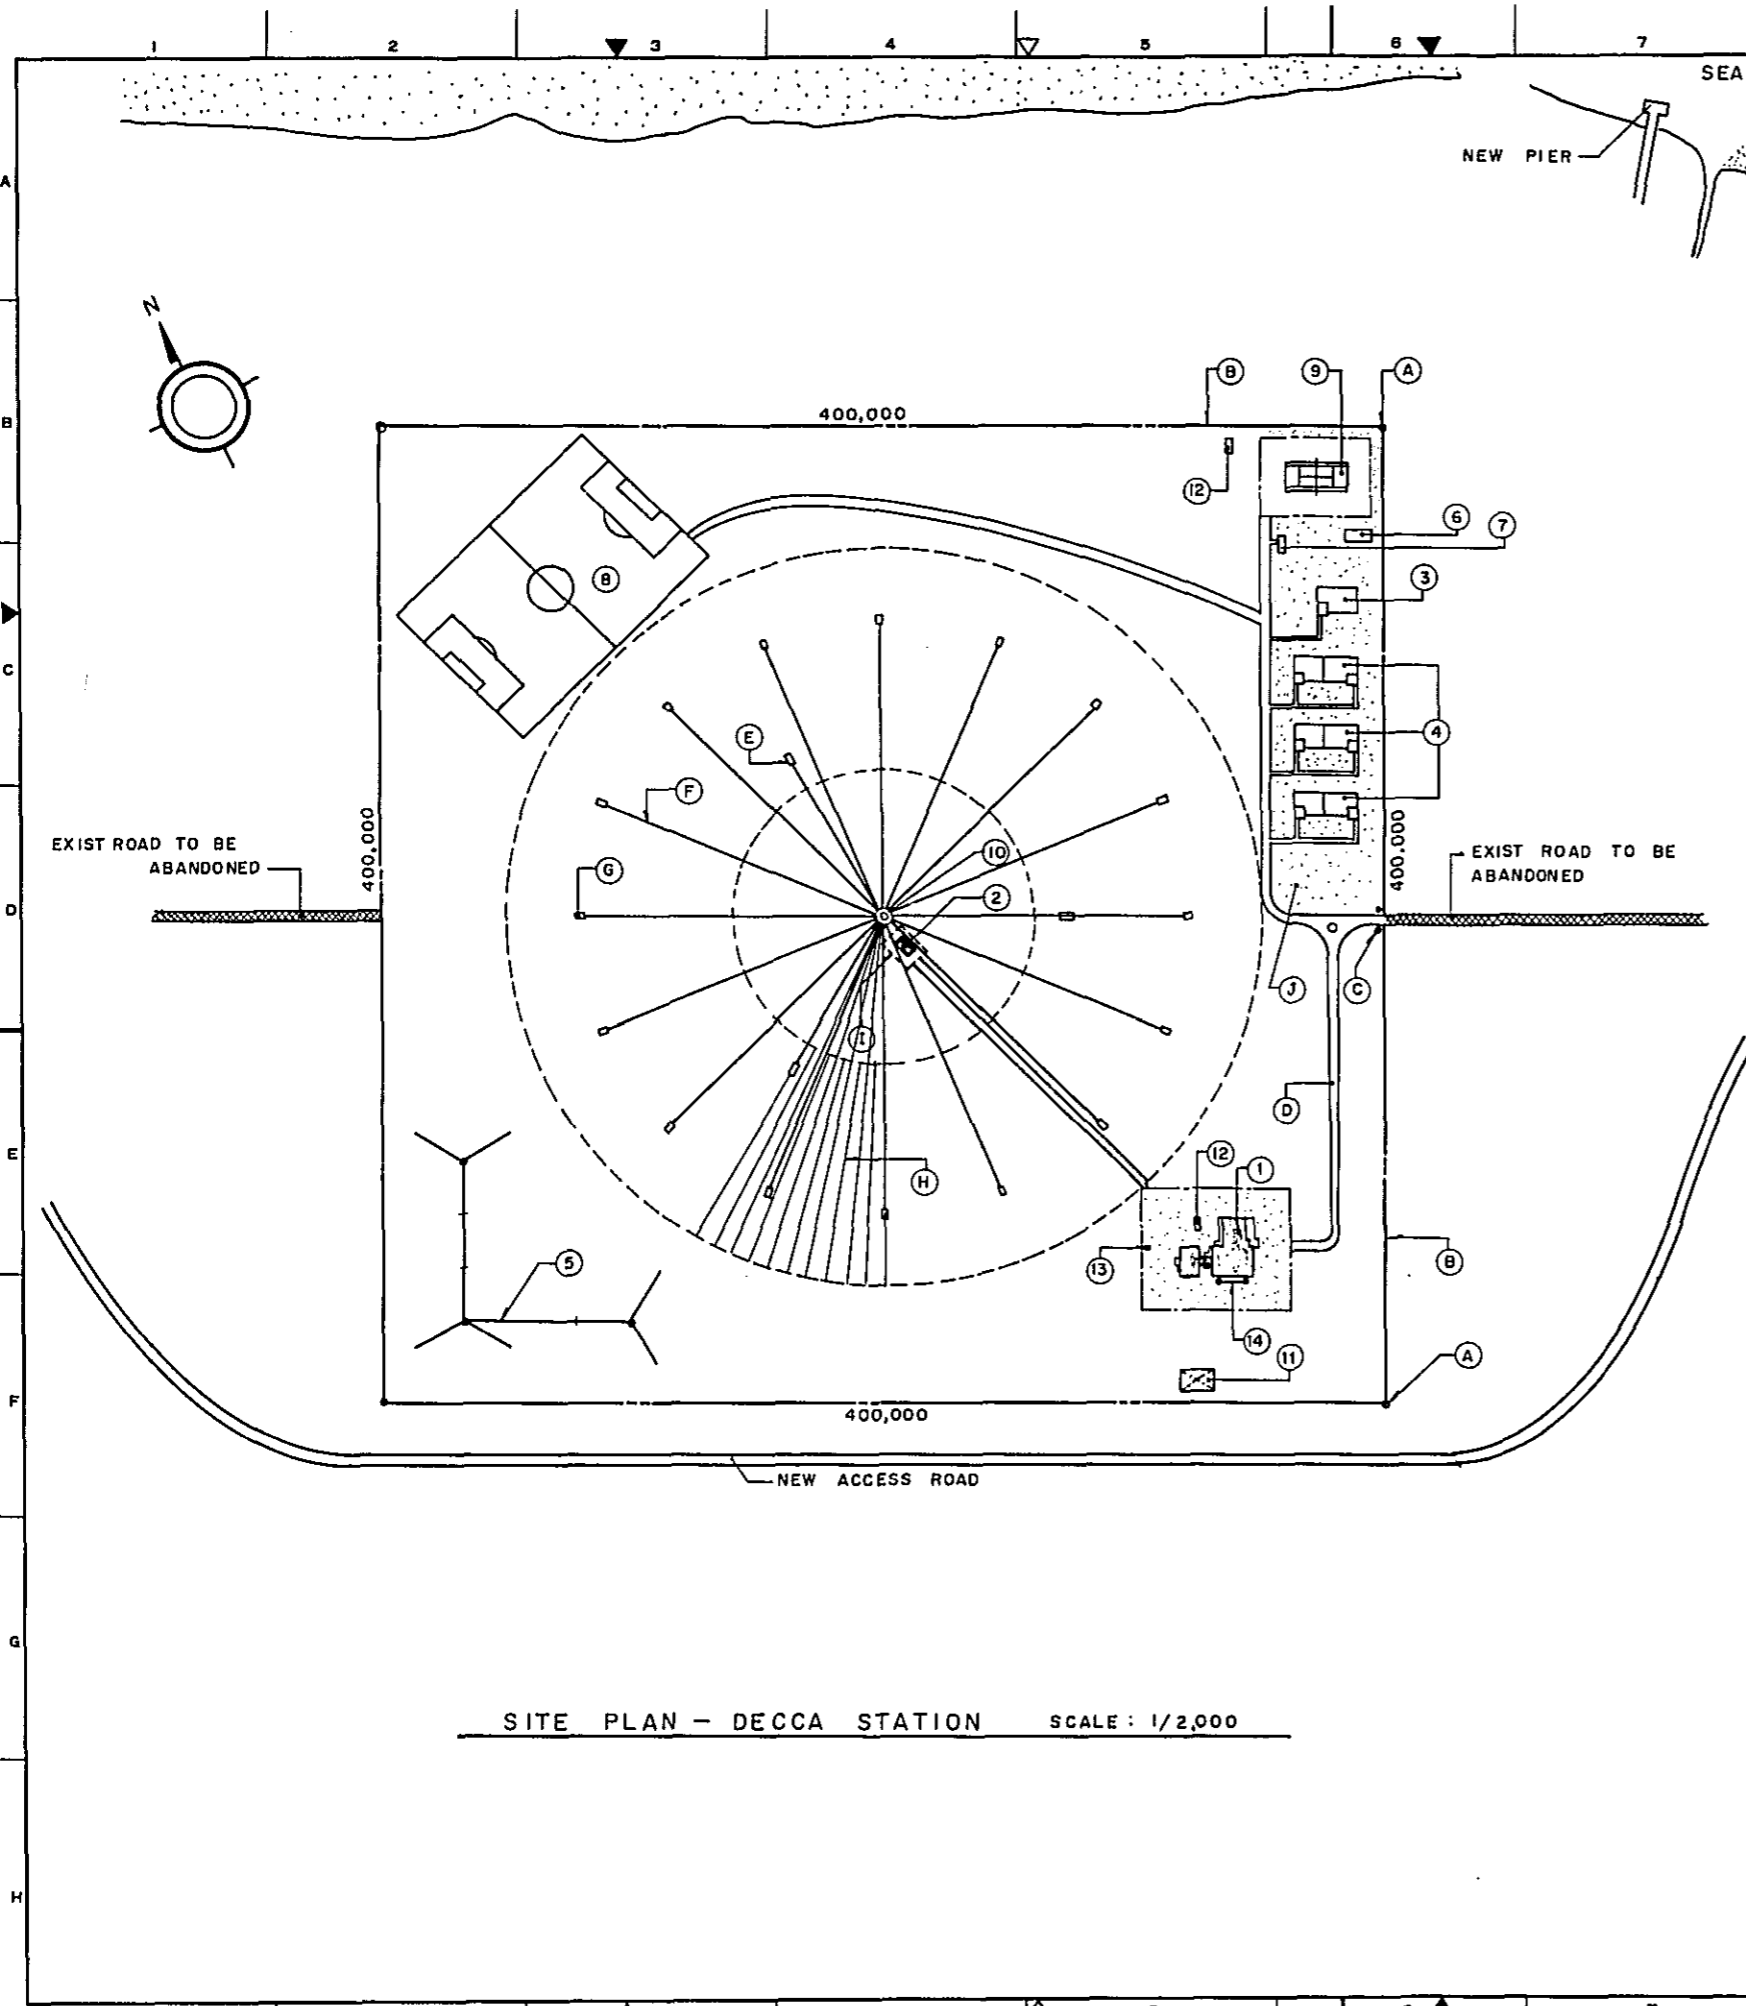 1 2 3 4 5 6 7
SEA
NEW PIER
A
N
B 9 A
B
400,000
12
6 7
8
3
C
E
4
F
400,000
400,000
EXIST ROAD TO BE
ABANDONED
10
EXIST ROAD TO BE
ABANDONED
G
2
D
J C
I
D
E
12 1
H
B
5
13
14
11
A
F
400,000
NEW ACCESS ROAD
G
SITE PLAN - DECCA STATION SCALE : 1/2,000
H